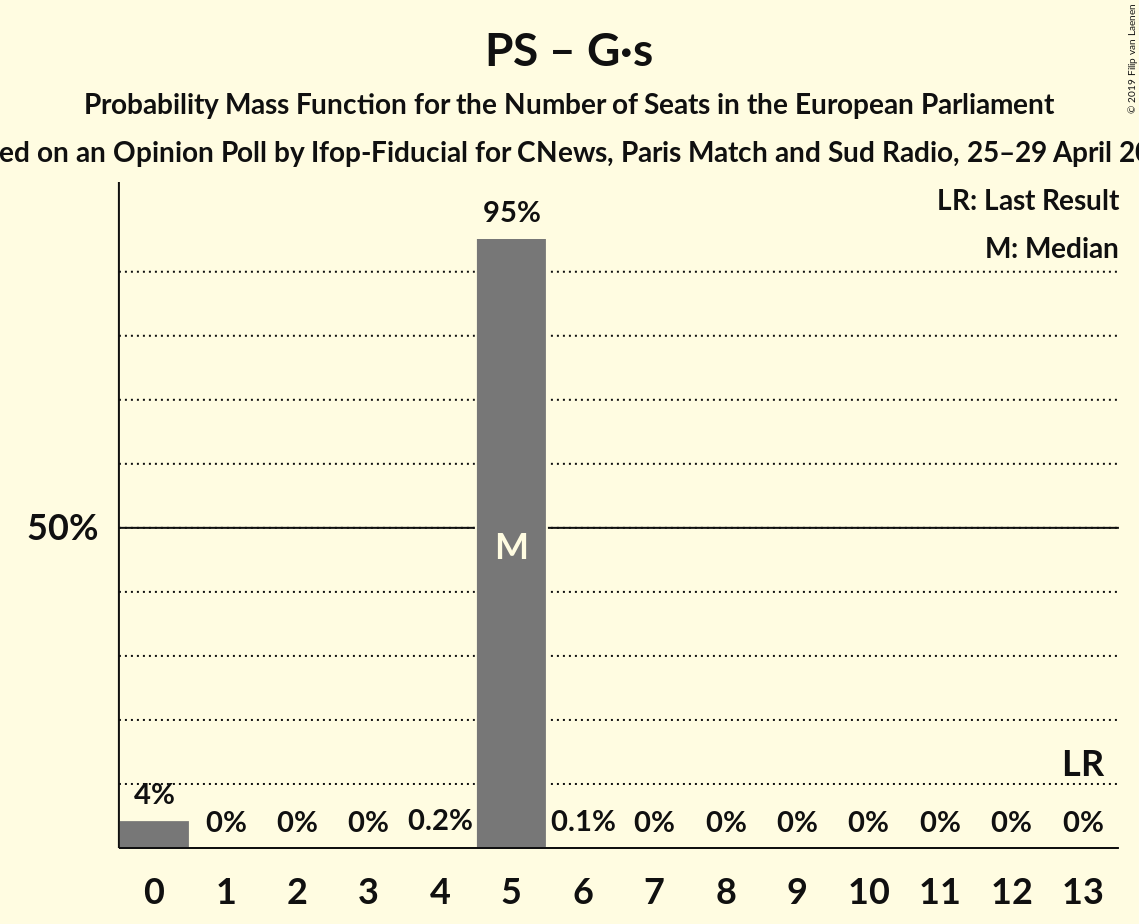 PS – G·s
Probability Mass Function for the Number of Seats in the European Parliament
ed on an Opinion Poll by Ifop-Fiducial for CNews, Paris Match and Sud Radio, 25–29 April 20
© 2019 Filip van Laenen
LR: Last Result
M: Median
95%
50%
M
LR
4% 0% 0% 0% 0.2% 0.1% 0% 0% 0% 0% 0% 0% 0%
0 1 2 3 4 5 6 7 8 9 10 11 12 13